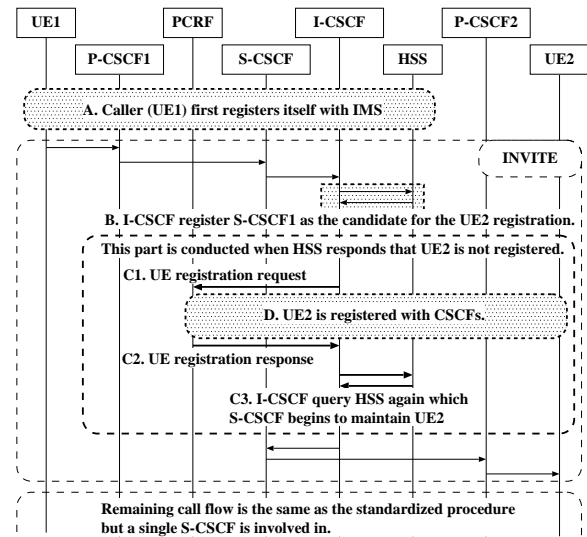 UE1 PCRF I-CSCF P-CSCF2
P-CSCF1 S-CSCF HSS UE2
A. Caller (UE1) first registers itself with IMS
INVITE
B. I-CSCF register S-CSCF1 as the candidate for the UE2 registration.
This part is conducted when HSS responds that UE2 is not registered.
C1. UE registration request
D. UE2 is registered with CSCFs.
C2. UE registration response
C3. I-CSCF query HSS again which
S-CSCF begins to maintain UE2
Remaining call flow is the same as the standardized procedure
but a single S-CSCF is involved in.